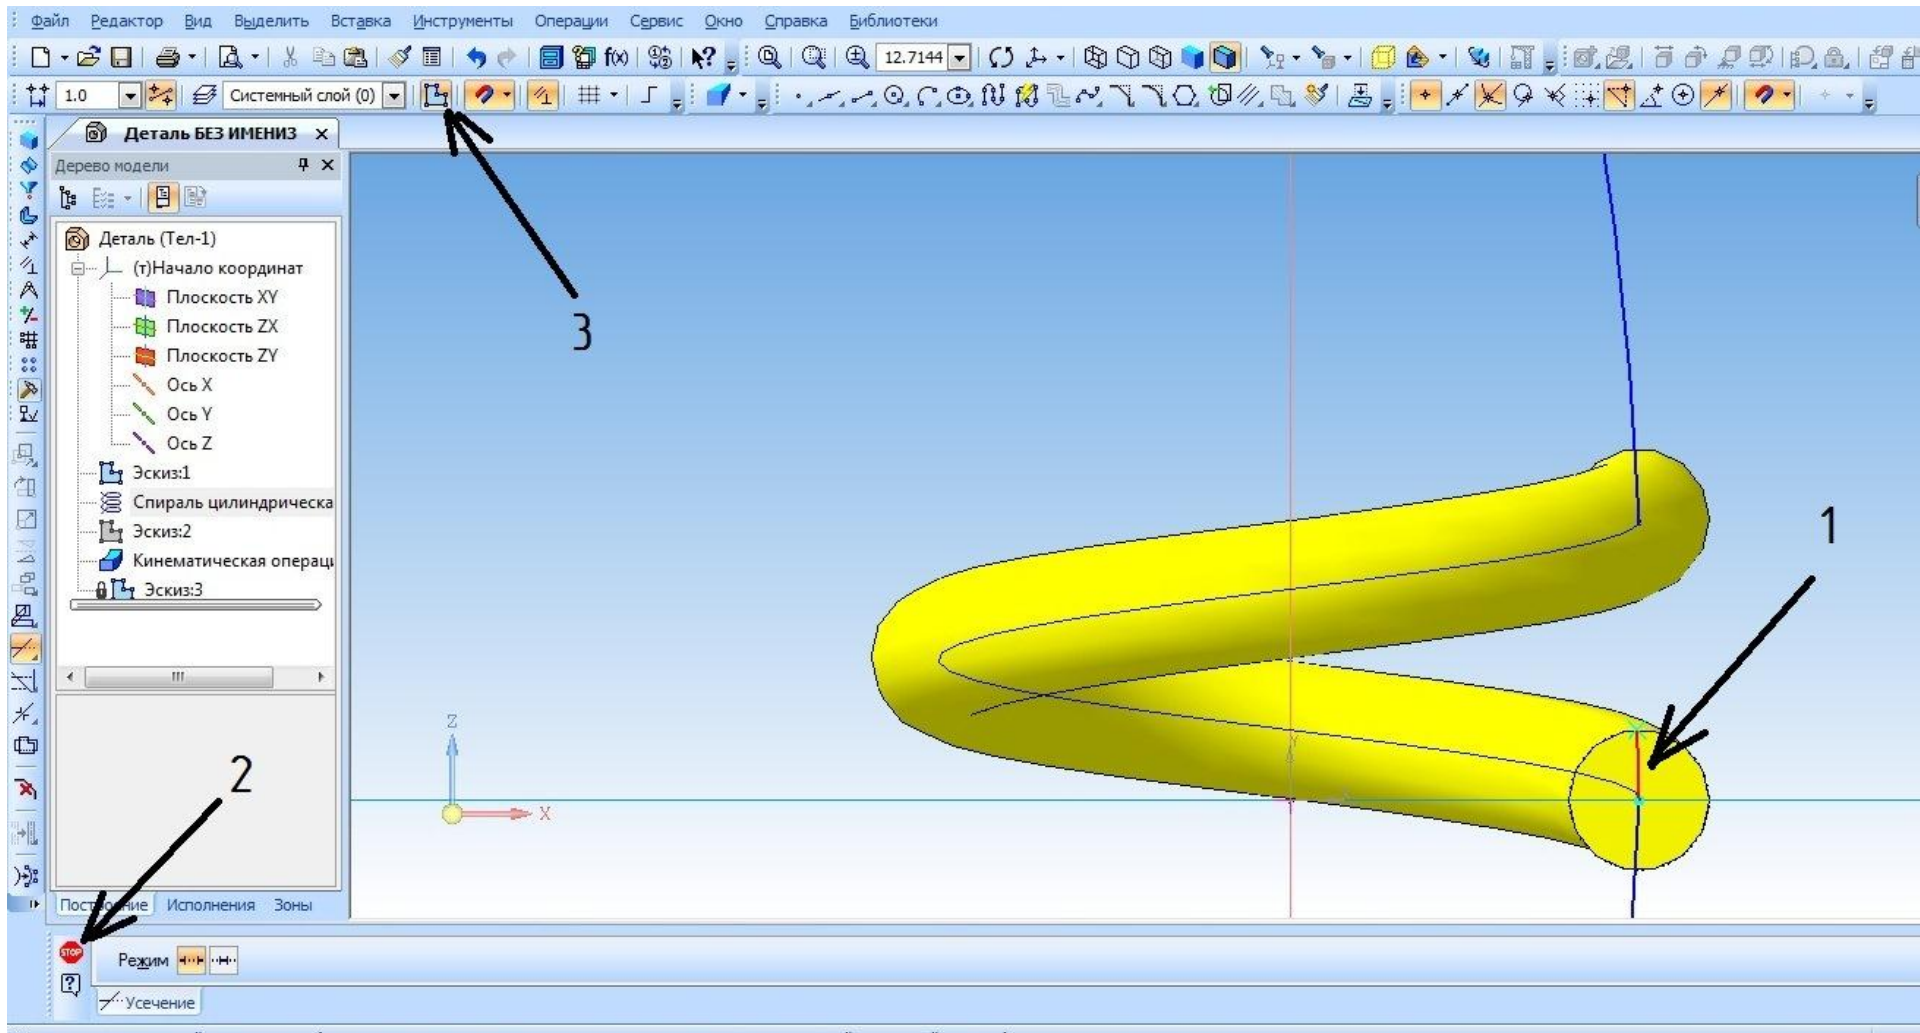 Файл Редактор Вид Выделить Вставка Инструменты Операции Сервис Окно Справка Библиотеки
f(x) 12.7144
1.0 Системный слой (0)
Деталь БЕЗ ИМЕНИ3
Дерево модели
Деталь (Тел-1)
(т)Начало координат
Плоскость XY
Плоскость ZX
Плоскость ZY
Ось X
Ось Y
Ось Z
Эскиз:1
Спираль цилиндрическа
Эскиз:2
Кинематическая операци
Эскиз:3
3
1
2
Z
X
Y
Построение Исполнения Зоны
STOP
Режим
Усечение